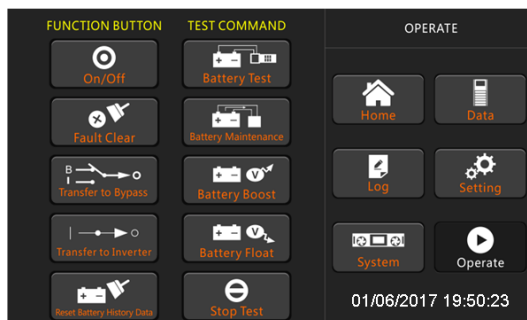 FUNCTION BUTTON
TEST COMMAND
OPERATE
On/Off
Battery Test
Home
Data
Fault Clear
Battery Maintenance
B
I
Transfer to Bypass
Battery Boost
Log
Setting
Transfer to Inverter
Battery Float
System
Operate
Reset Battery History Data
Stop Test
01/06/2017 19:50:23